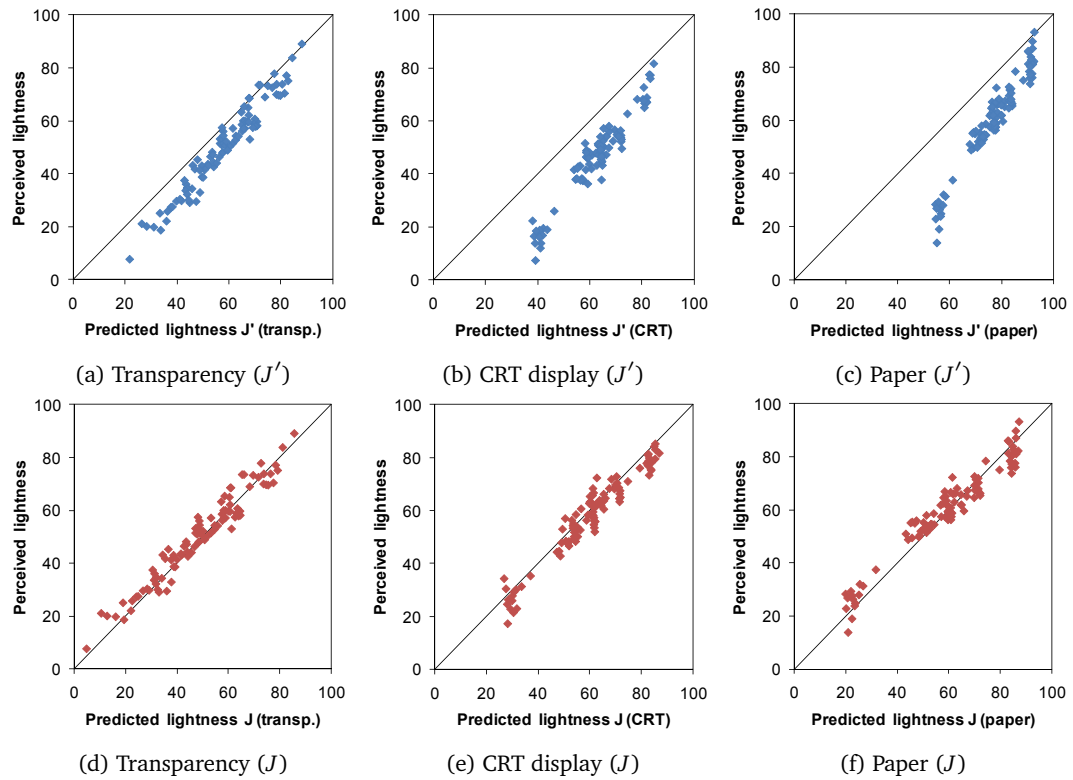 100
80
60
40
20
0
Perceived lightness
0 20 40 60 80 100
Predicted lightness J' (transp.)
(a) Transparency (J′)
100
80
60
40
20
0
Perceived lightness
0 20 40 60 80 100
Predicted lightness J' (CRT)
(b) CRT display (J′)
100
80
60
40
20
0
Perceived lightness
0 20 40 60 80 100
Predicted lightness J' (paper)
(c) Paper (J′)
100
80
60
40
20
0
Perceived lightness
0 20 40 60 80 100
Predicted lightness J (transp.)
(d) Transparency (J)
100
80
60
40
20
0
Perceived lightness
0 20 40 60 80 100
Predicted lightness J (CRT)
(e) CRT display (J)
100
80
60
40
20
0
Perceived lightness
0 20 40 60 80 100
Predicted lightness J (paper)
(f) Paper (J)